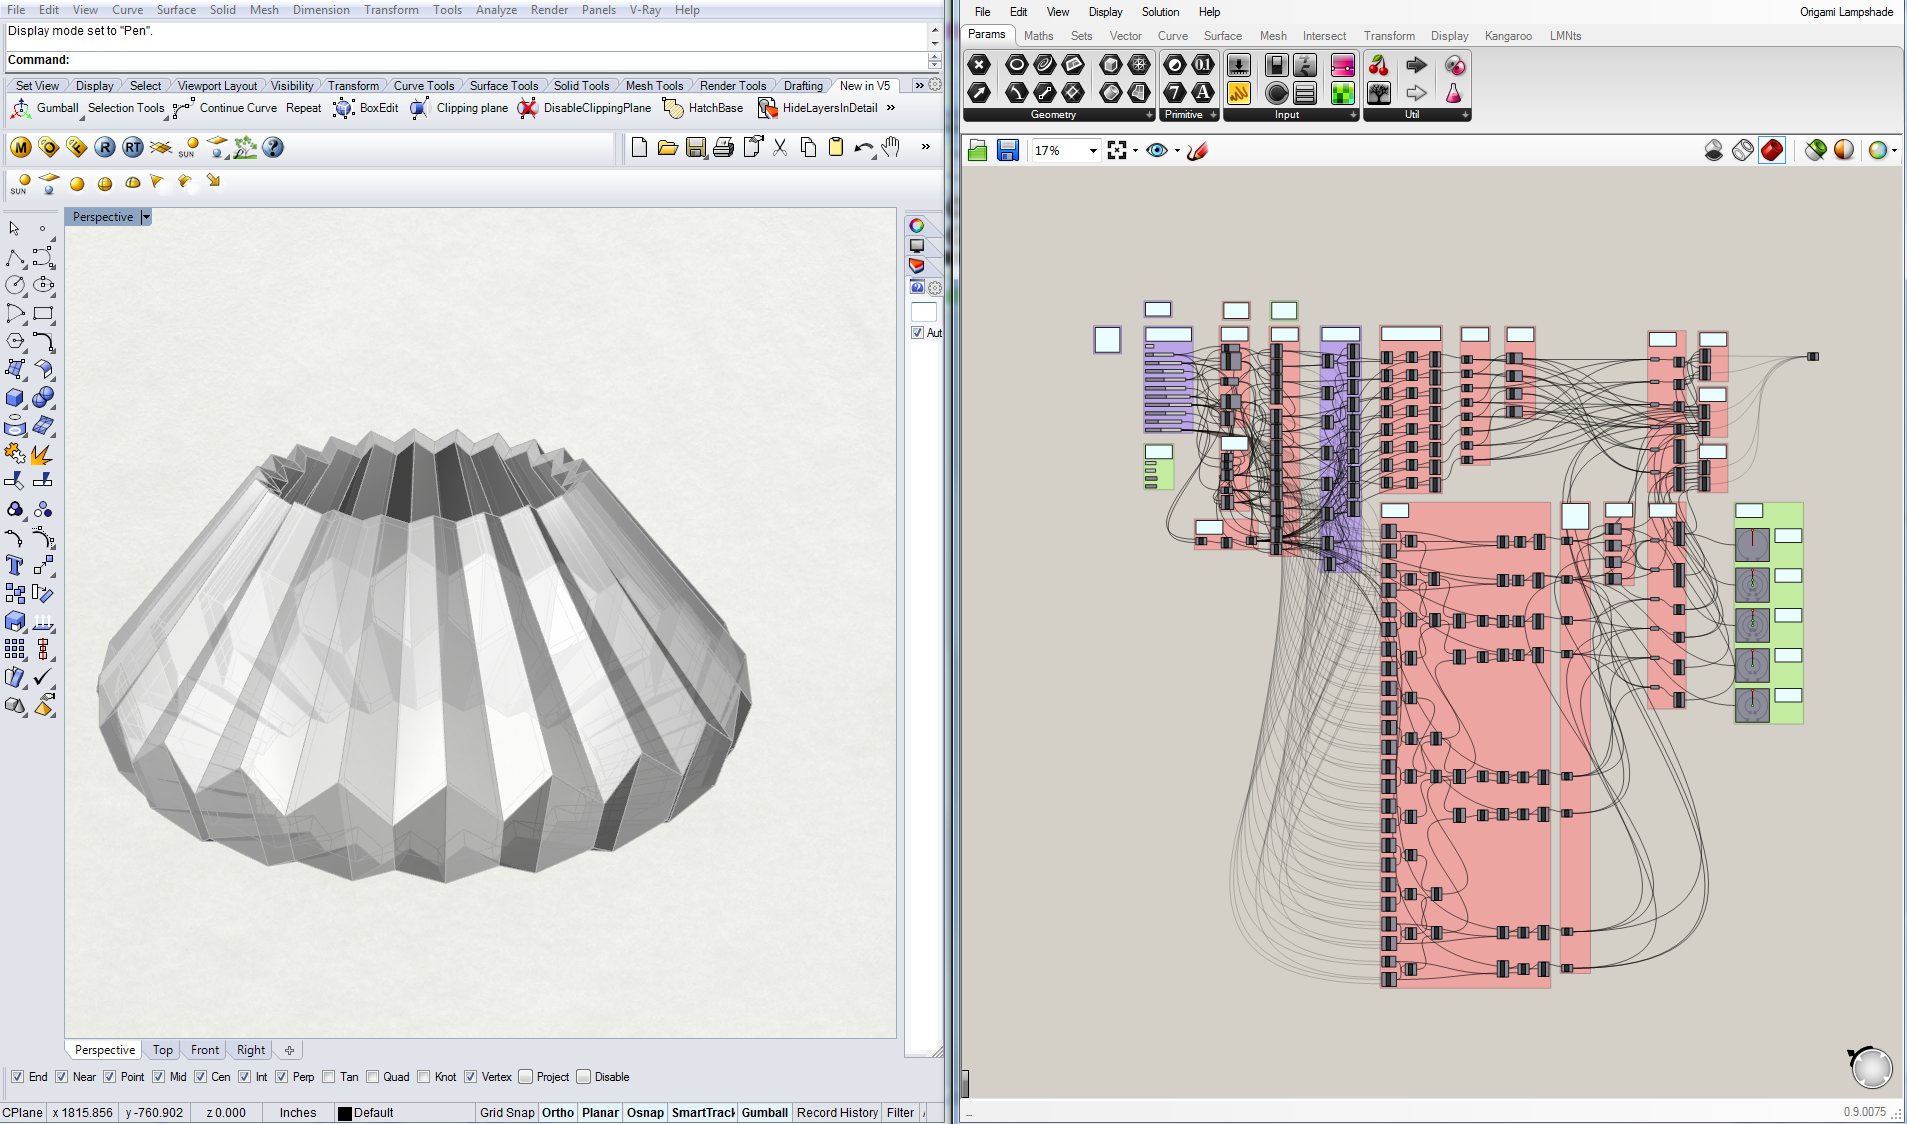 File Edit View Curve Surface Solid Mesh Dimension Transform Tools Analyze Render Panels V-Ray Help
Display mode set to "Pen".
Command:
Set View Display Select Viewport Layout Visibility Transform Curve Tools Surface Tools Solid Tools Mesh Tools Render Tools Drafting New in V5 »
Gumball Selection Tools Continue Curve Repeat BoxEdit Clipping plane DisableClippingPlane HatchBase HideLayersInDetail »
M O F R RT SUN ? »
SUN
Perspective
Aut
Perspective Top Front Right
End Near Point Mid Cen Int Perp Tan Quad Knot Vertex Project Disable
CPlane x 1815.856 y -760.902 z 0.000 Inches Default Grid Snap Ortho Planar Osnap SmartTrack Gumball Record History Filter
File Edit View Display Solution Help Origami Lampshade
Params Maths Sets Vector Curve Surface Mesh Intersect Transform Display Kangaroo LMNts
0.1
7 A
Geometry Primitive Input Util
17%
0.9.0075